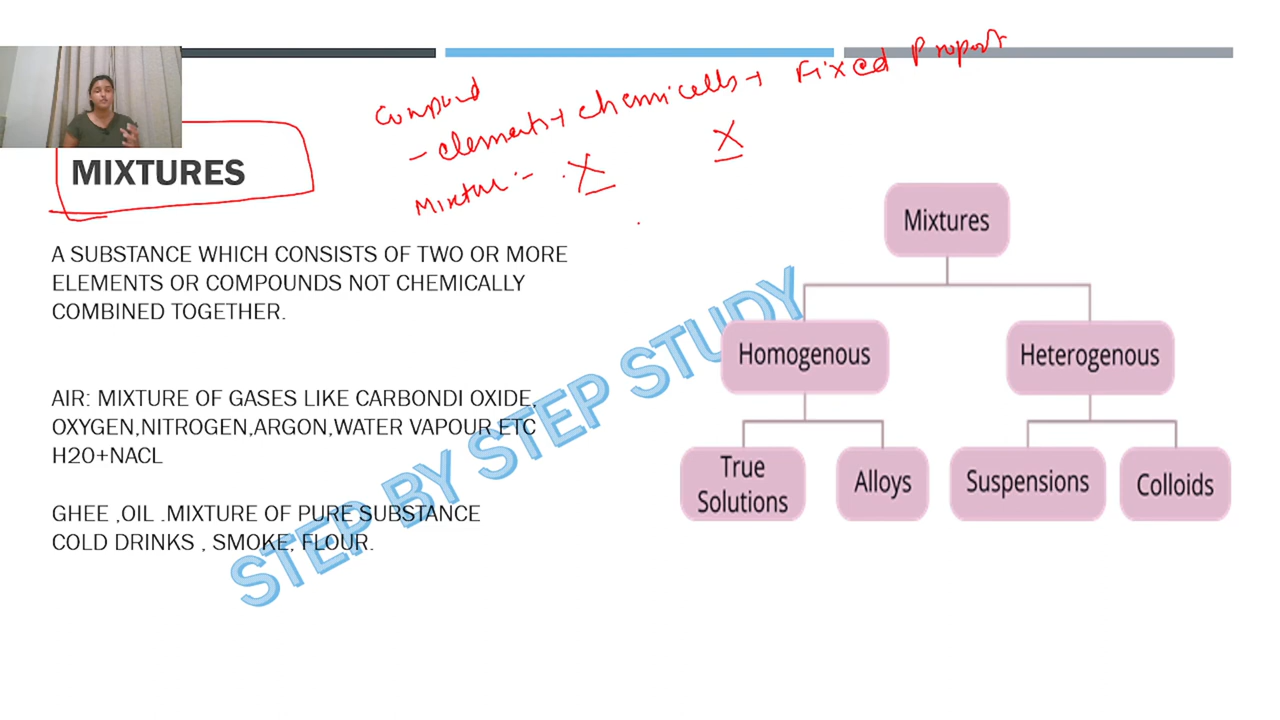 Compound
- elements + chemicells + Fixed Proport
Mixture :- X X
MIXTURES
A SUBSTANCE WHICH CONSISTS OF TWO OR MORE
ELEMENTS OR COMPOUNDS NOT CHEMICALLY
COMBINED TOGETHER.
AIR: MIXTURE OF GASES LIKE CARBONDI OXIDE,
OXYGEN,NITROGEN,ARGON,WATER VAPOUR ETC
H2O+NACL
GHEE ,OIL .MIXTURE OF PURE SUBSTANCE
COLD DRINKS , SMOKE, FLOUR.
Mixtures
Homogenous
Heterogenous
True
Solutions
Alloys
Suspensions
Colloids
STEP BY STEP STUDY